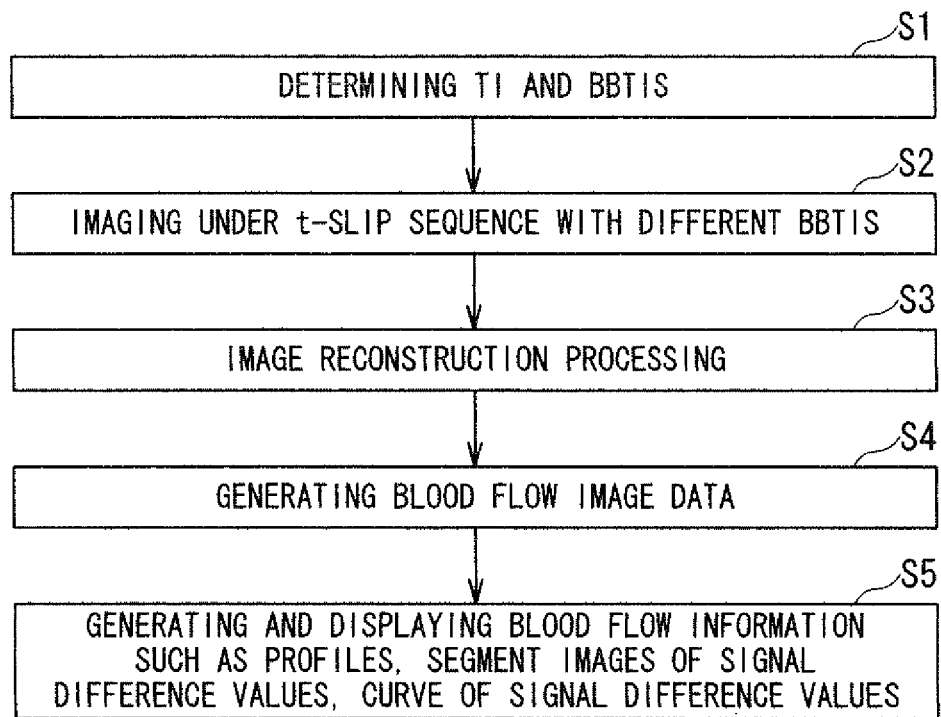 S1
DETERMINING TI AND BBTIS
S2
IMAGING UNDER t-SLIP SEQUENCE WITH DIFFERENT BBTIS
S3
IMAGE RECONSTRUCTION PROCESSING
S4
GENERATING BLOOD FLOW IMAGE DATA
S5
GENERATING AND DISPLAYING BLOOD FLOW INFORMATION
SUCH AS PROFILES, SEGMENT IMAGES OF SIGNAL
DIFFERENCE VALUES, CURVE OF SIGNAL DIFFERENCE VALUES